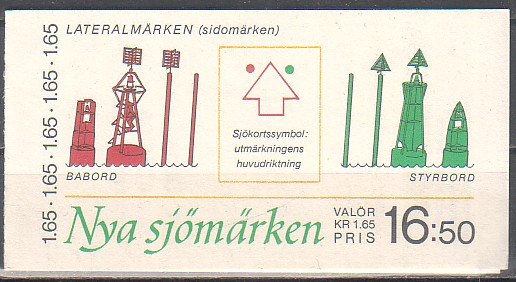 LATERALMÄRKEN (sidomärken)
1.65 · 1.65 · 1.65 · 1.65 · 1.65
Sjökortssymbol:
utmärkningens
huvudriktning
BABORD
STYRBORD
Nya sjömärken
VALÖR
KR 1.65
PRIS
16:50